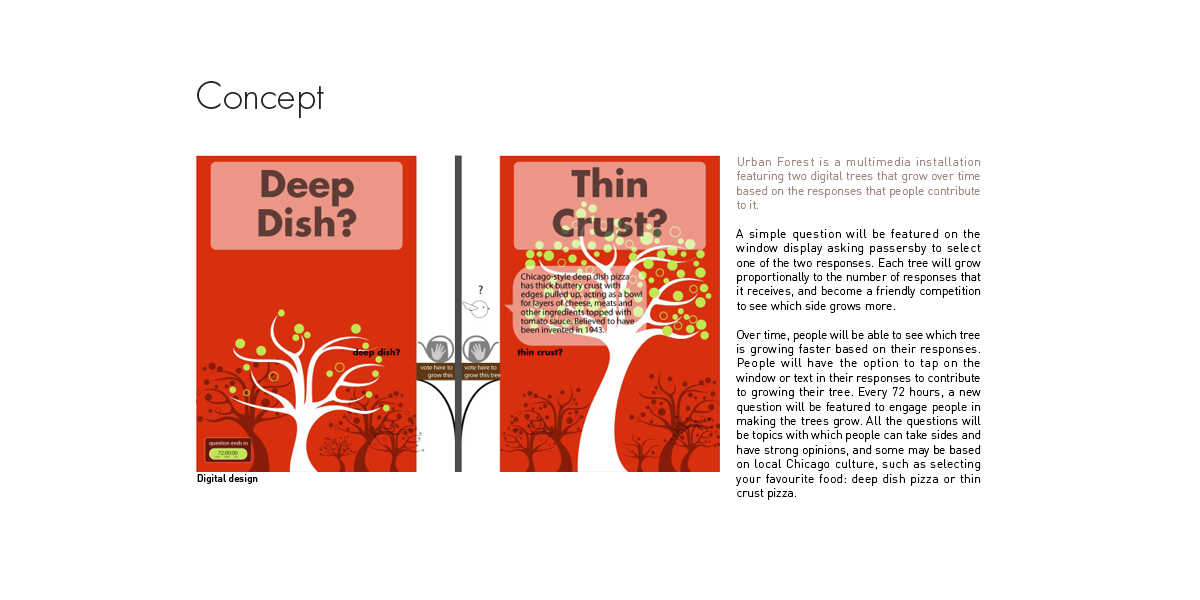 Concept
Deep
Dish?
deep dish?
question ends in
72:00:00
Digital design
vote here to
grow this
?
vote here to
grow this tree
Thin
Crust?
Chicago-style deep dish pizza
has thick buttery crust with
edges pulled up, acting as a bowl
for layers of cheese, meats and
other ingredients topped with
tomato sauce. Believed to have
been invented in 1943.
thin crust?
Urban Forest is a multimedia installation
featuring two digital trees that grow over time
based on the responses that people contribute
to it.
A simple question will be featured on the
window display asking passersby to select
one of the two responses. Each tree will grow
proportionally to the number of responses that
it receives, and become a friendly competition
to see which side grows more.
Over time, people will be able to see which tree
is growing faster based on their responses.
People will have the option to tap on the
window or text in their responses to contribute
to growing their tree. Every 72 hours, a new
question will be featured to engage people in
making the trees grow. All the questions will
be topics with which people can take sides and
have strong opinions, and some may be based
on local Chicago culture, such as selecting
your favourite food: deep dish pizza or thin
crust pizza.